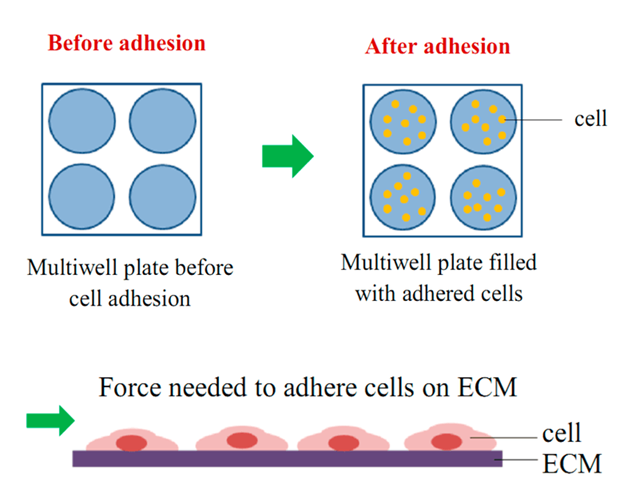 Before adhesion
After adhesion
cell
Multiwell plate before
cell adhesion
Multiwell plate filled
with adhered cells
Force needed to adhere cells on ECM
cell
ECM